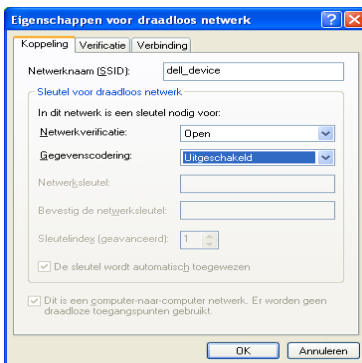 Eigenschappen voor draadloos netwerk
Koppeling Verificatie Verbinding
Netwerknaam (SSID): dell_device
Sleutel voor draadloos netwerk
In dit netwerk is een sleutel nodig voor:
Netwerkverificatie: Open
Gegevenscodering: Uitgeschakeld
Netwerksleutel:
Bevestig de netwerksleutel:
Sleutelindex (geavanceerd): 1
De sleutel wordt automatisch toegewezen
Dit is een computer-naar-computer netwerk. Er worden geen
draadloze toegangspunten gebruikt.
OK Annuleren